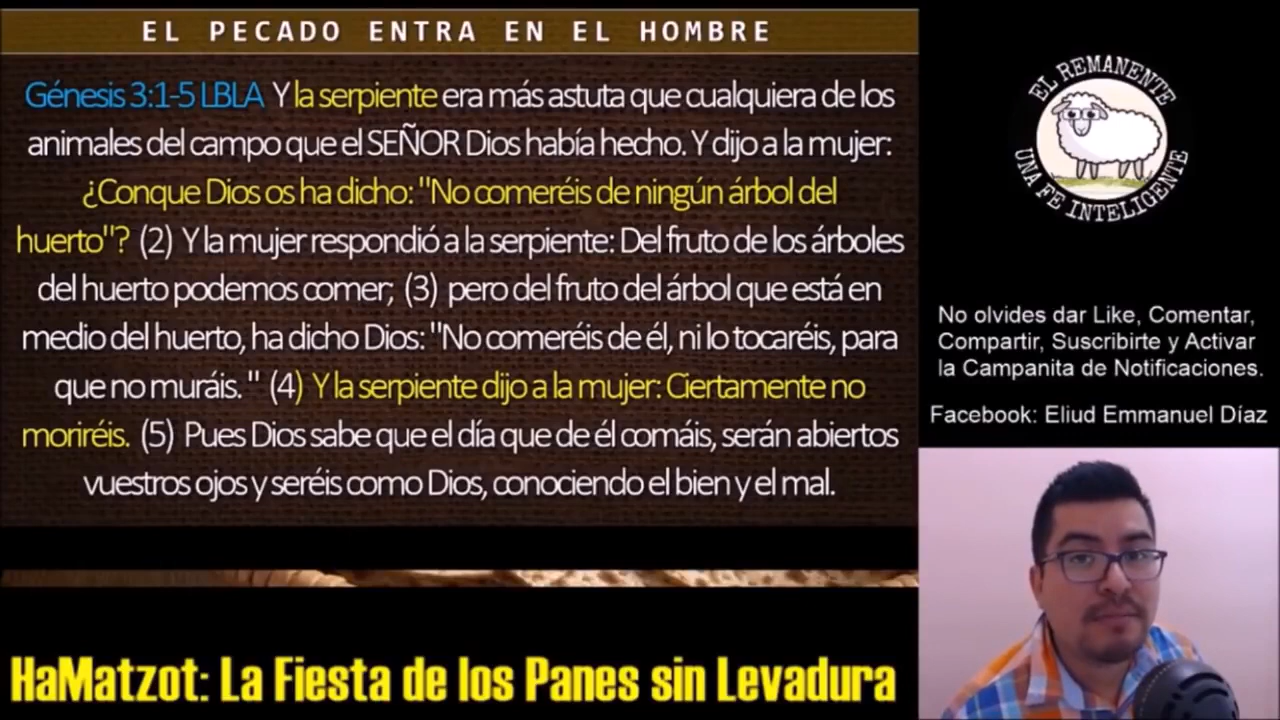 EL PECADO ENTRA EN EL HOMBRE
Génesis 3:1-5 LBLA Y la serpiente era más astuta que cualquiera de los
animales del campo que el SEÑOR Dios había hecho. Y dijo a la mujer:
¿Conque Dios os ha dicho: "No comeréis de ningún árbol del
huerto"? (2) Y la mujer respondió a la serpiente: Del fruto de los árboles
del huerto podemos comer; (3) pero del fruto del árbol que está en
medio del huerto, ha dicho Dios: "No comeréis de él, ni lo tocaréis, para
que no muráis." (4) Y la serpiente dijo a la mujer: Ciertamente no
moriréis. (5) Pues Dios sabe que el día que de él comáis, serán abiertos
vuestros ojos y seréis como Dios, conociendo el bien y el mal.
HaMatzot: La Fiesta de los Panes sin Levadura
EL REMANENTE
UNA FE INTELIGENTE
No olvides dar Like, Comentar,
Compartir, Suscribirte y Activar
la Campanita de Notificaciones.
Facebook: Eliud Emmanuel Díaz